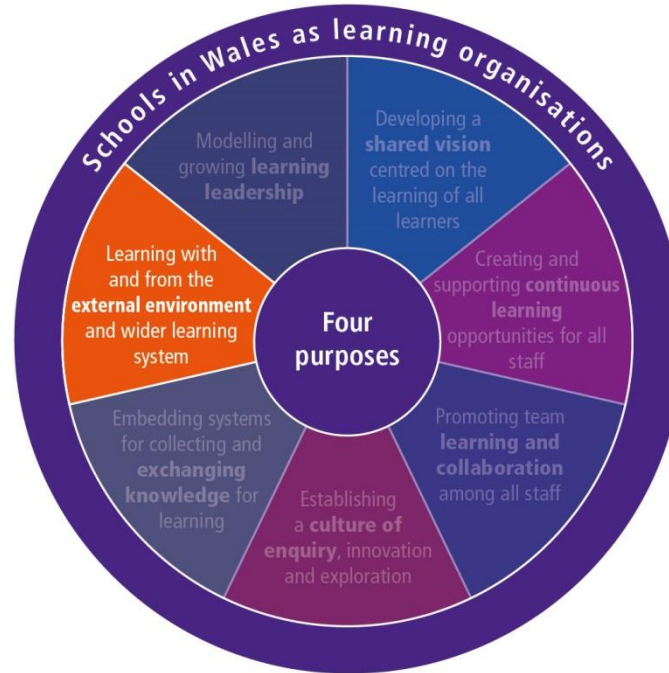 Schools in Wales as learning organisations
Developing a
shared vision
centred on the
learning of all
learners
Creating and
supporting continuous
learning
opportunities for all
staff
Promoting team
learning and
collaboration
among all staff
Establishing
a culture of
enquiry, innovation
and exploration
Embedding systems
for collecting and
exchanging
knowledge for
learning
Learning with
and from the
external environment
and wider learning
system
Modelling and
growing learning
leadership
Four
purposes